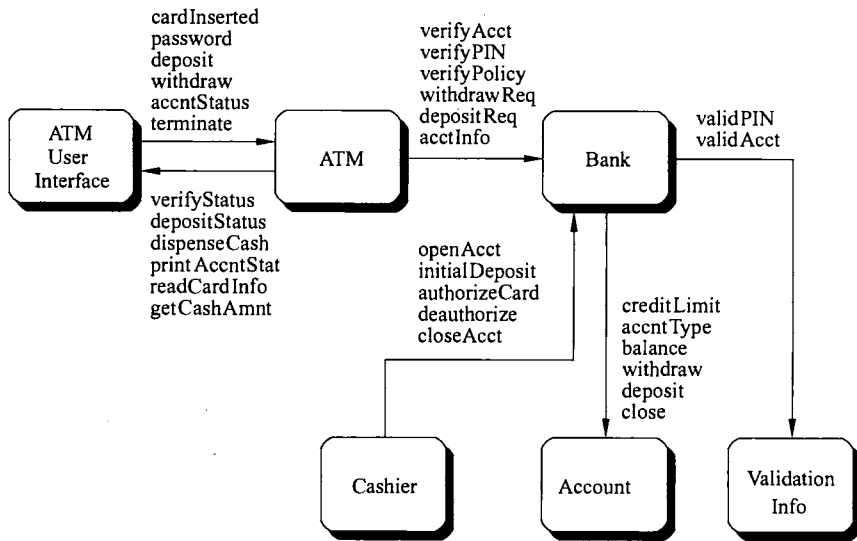 cardInserted
password
deposit
withdraw
accntStatus
terminate
verifyAcct
verifyPIN
verifyPolicy
withdrawReq
depositReq
acctInfo
validPIN
validAcct
ATM
User
Interface
ATM
Bank
verifyStatus
depositStatus
dispenseCash
printAccntStat
readCardInfo
getCashAmnt
openAcct
initialDeposit
authorizeCard
deauthorize
closeAcct
creditLimit
accntType
balance
withdraw
deposit
close
Cashier
Account
Validation
Info